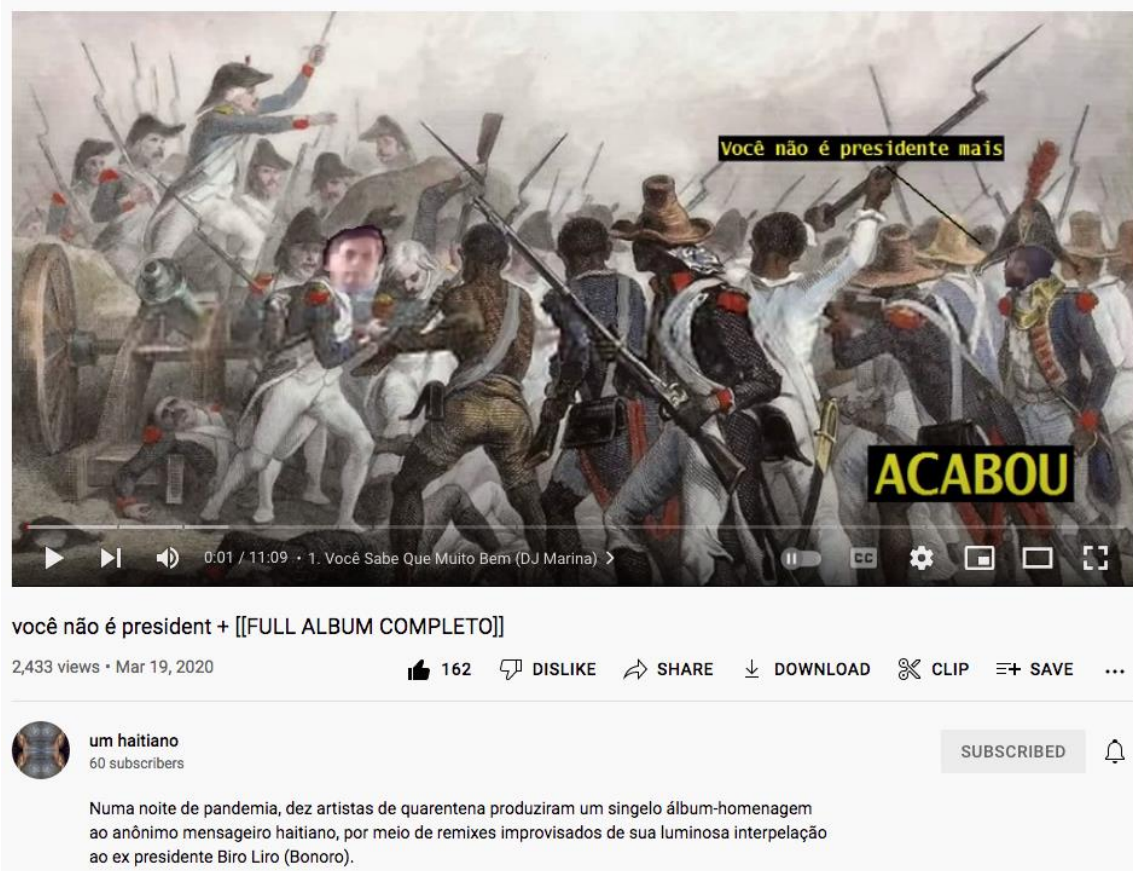 Você não é presidente mais
ACABOU
0:01 / 11:09 • 1. Você Sabe Que Muito Bem (DJ Marina)
CC
você não é president + [[FULL ALBUM COMPLETO]]
2,433 views • Mar 19, 2020
162 DISLIKE SHARE DOWNLOAD CLIP SAVE
um haitiano
60 subscribers
SUBSCRIBED
Numa noite de pandemia, dez artistas de quarentena produziram um singelo álbum-homenagem
ao anônimo mensageiro haitiano, por meio de remixes improvisados de sua luminosa interpelação
ao ex presidente Biro Liro (Bonoro).